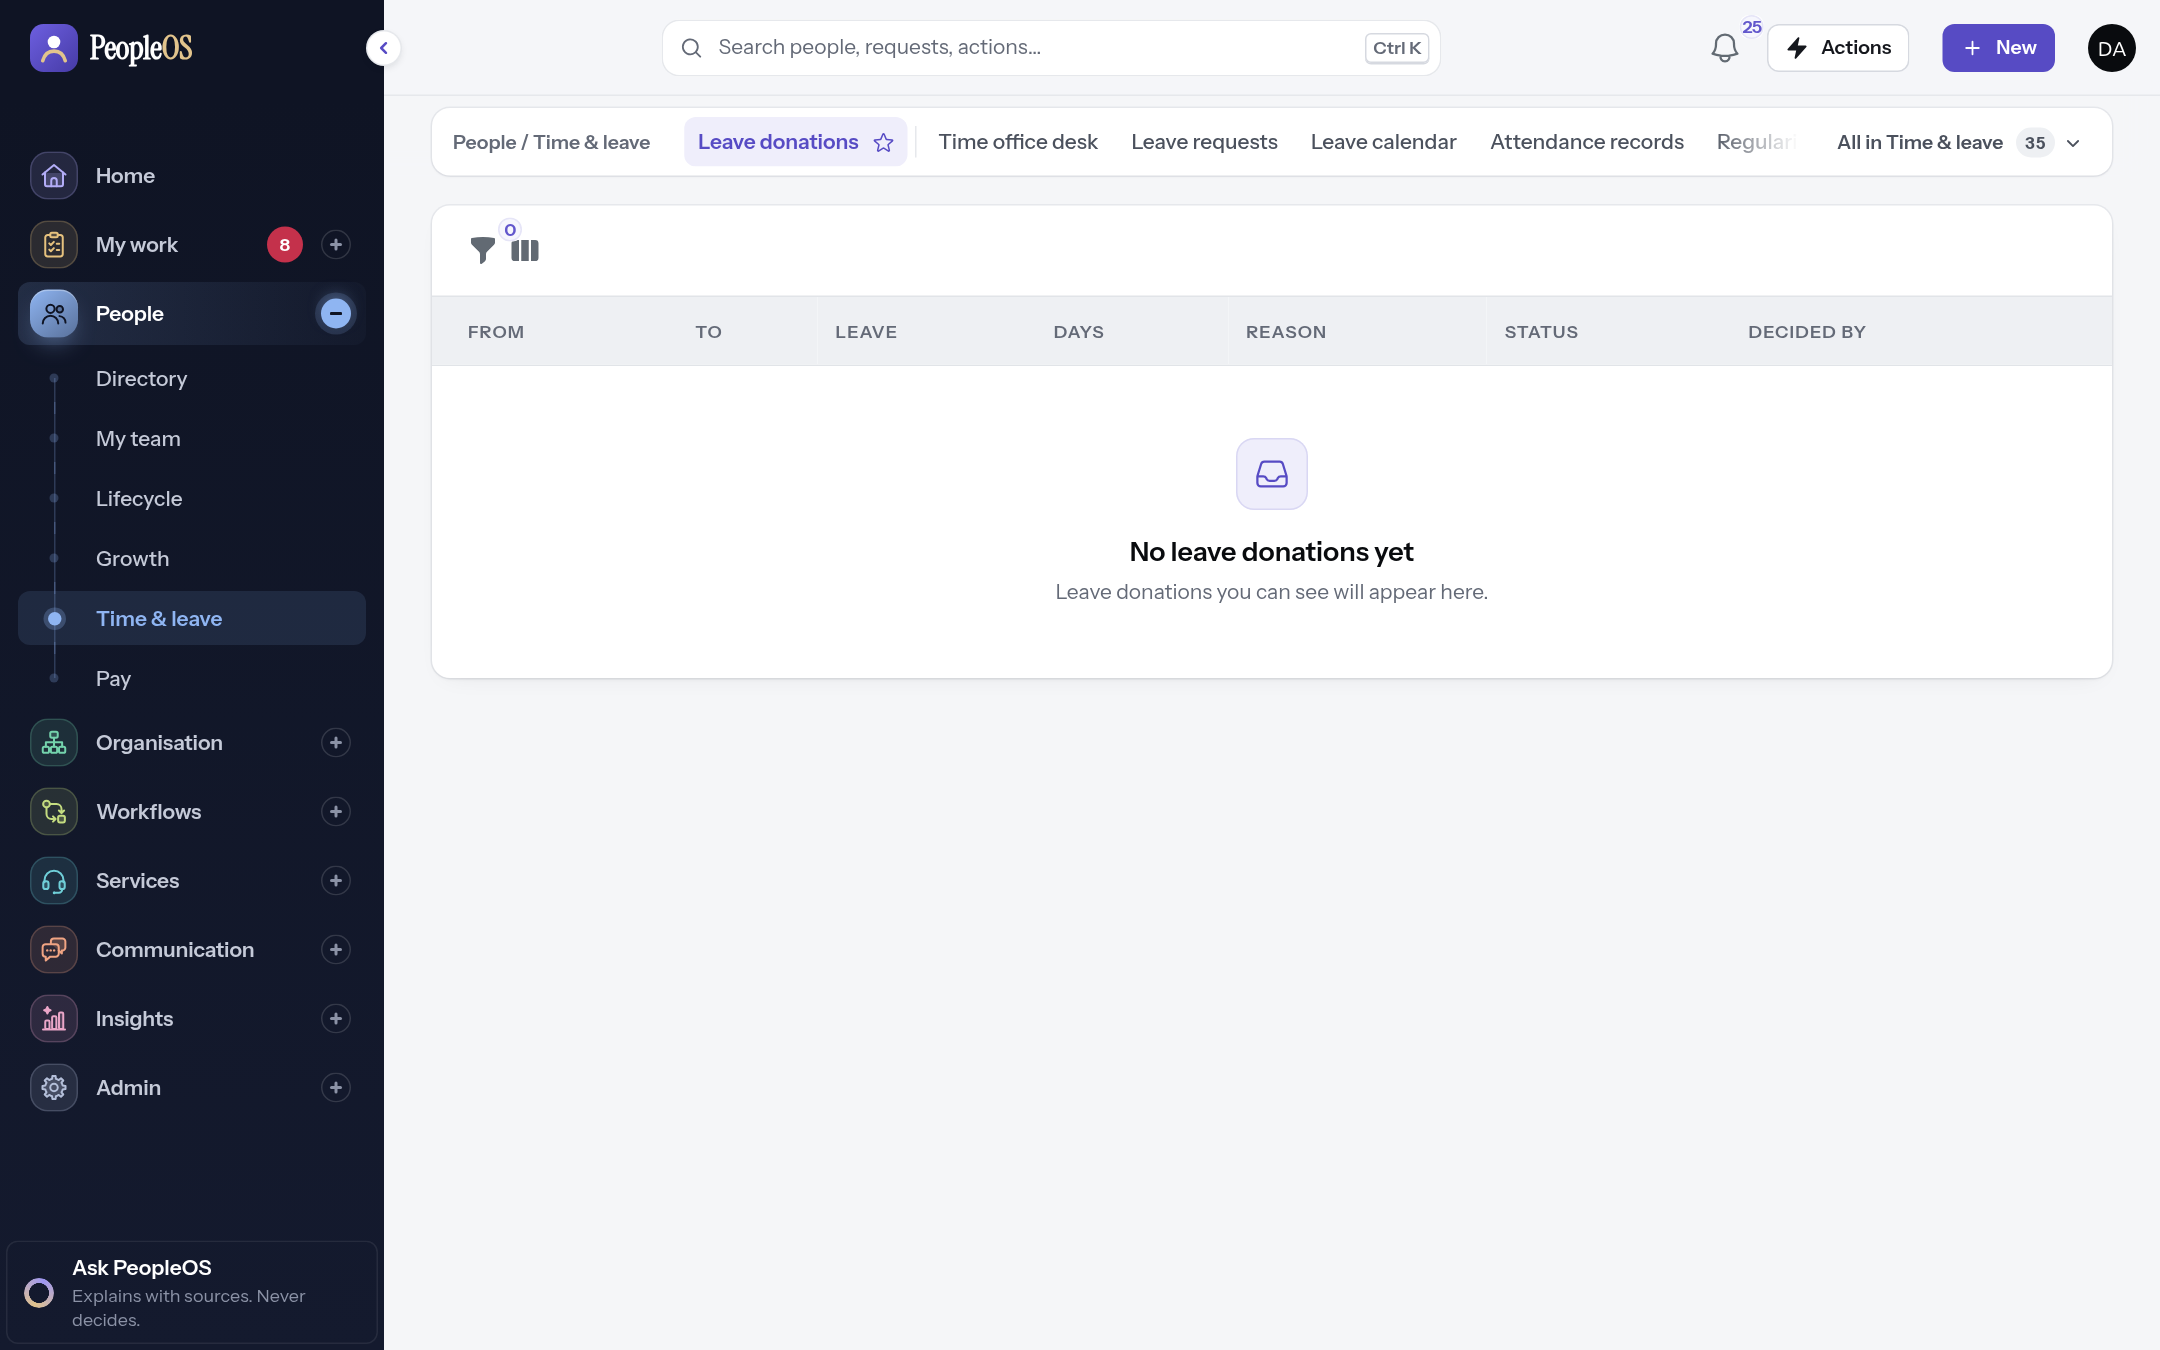 PeopleOS
Search people, requests, actions...
Ctrl K
25
Actions
New
DA
Home
My work
8
People
Directory
My team
Lifecycle
Growth
Time & leave
Pay
Organisation
Workflows
Services
Communication
Insights
Admin
Ask PeopleOS
Explains with sources. Never
decides.
People / Time & leave
Leave donations
Time office desk
Leave requests
Leave calendar
Attendance records
Regulari
All in Time & leave
35
0
FROM
TO
LEAVE
DAYS
REASON
STATUS
DECIDED BY
No leave donations yet
Leave donations you can see will appear here.